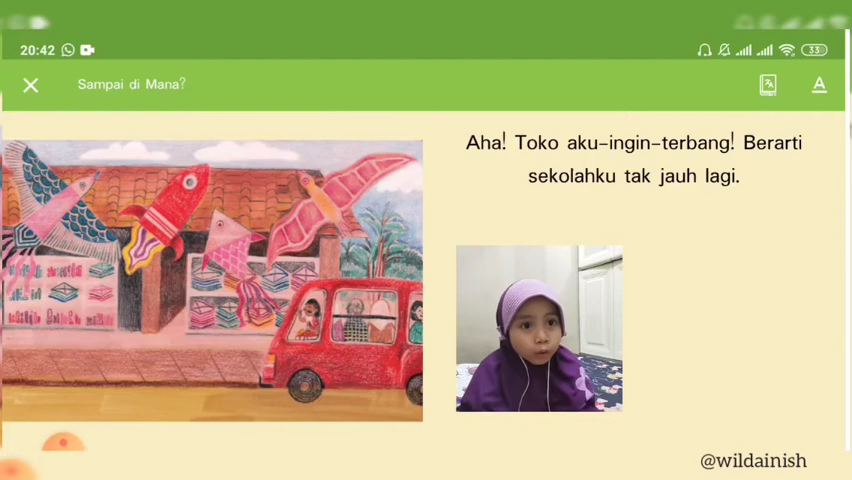 20:42
33
Sampai di Mana?
A
Aha! Toko aku-ingin-terbang! Berarti
sekolahku tak jauh lagi.
@wildainish